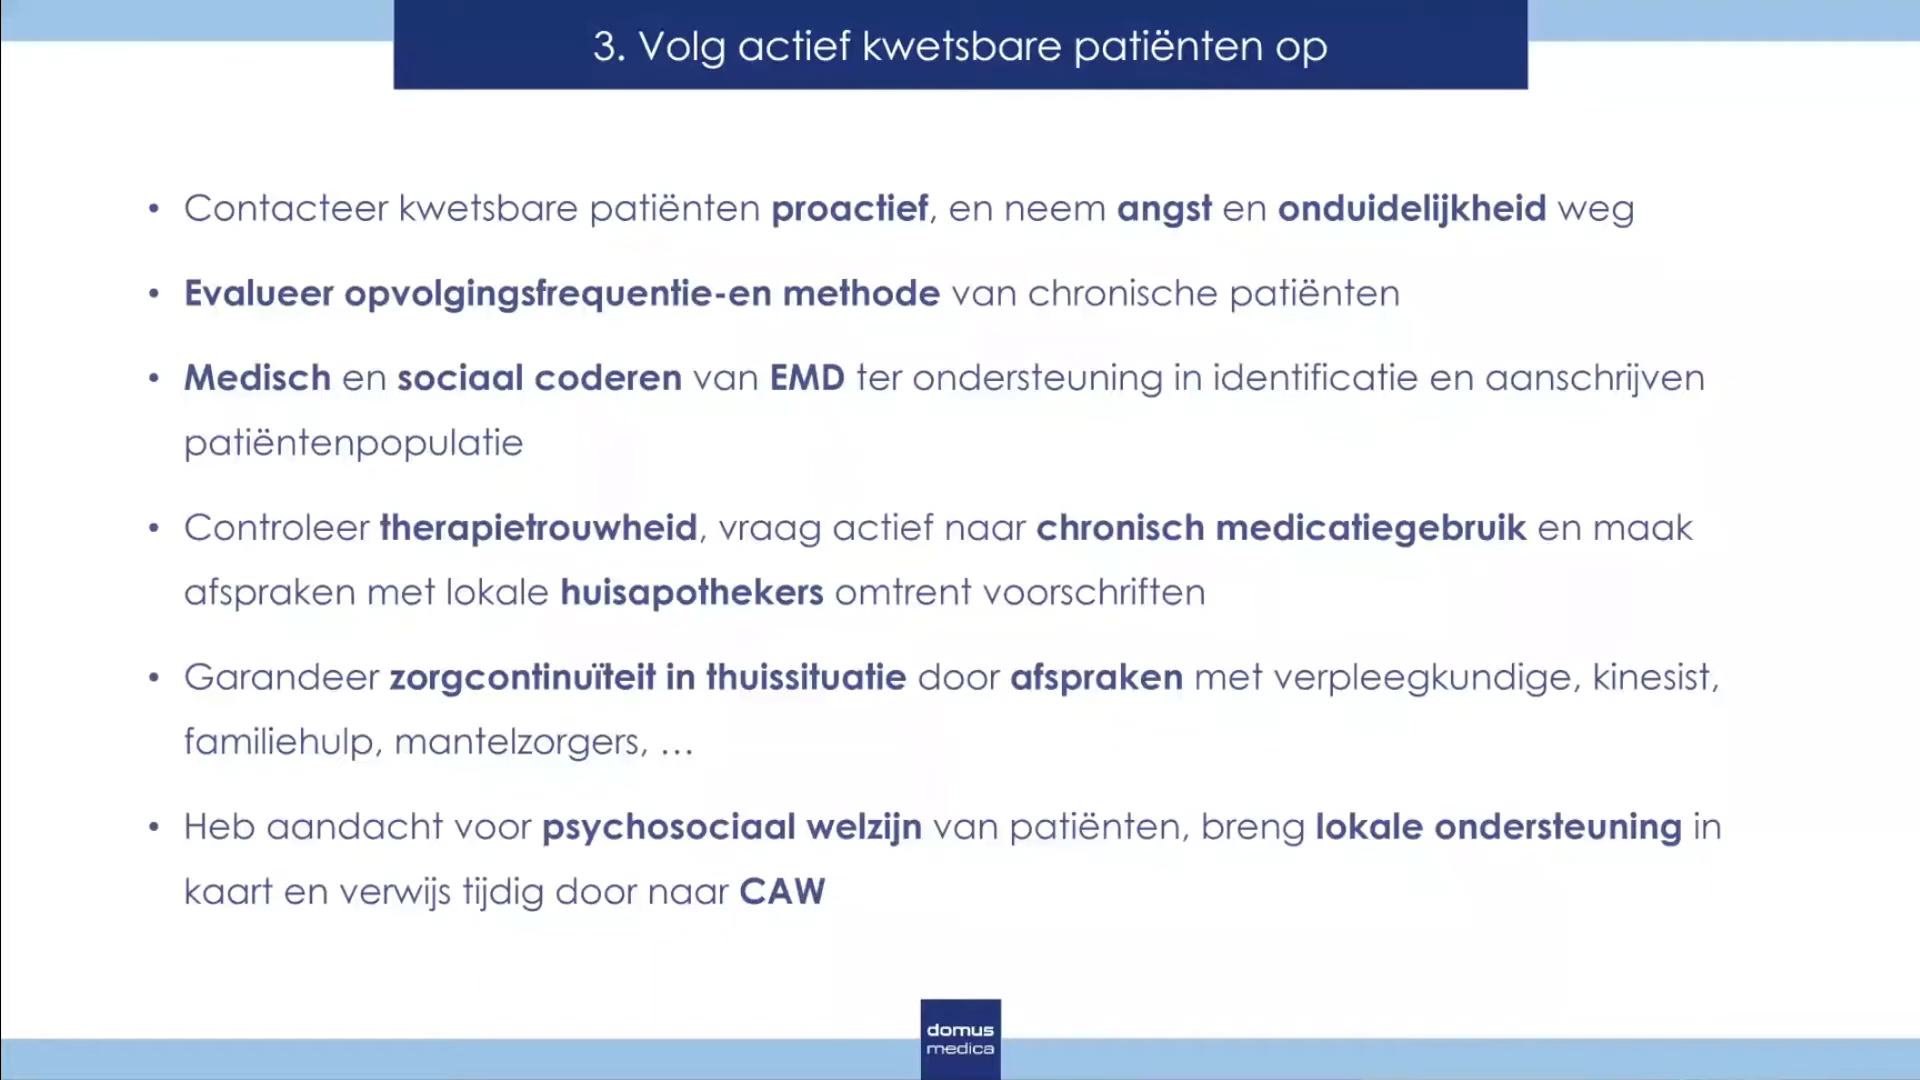 3. Volg actief kwetsbare patiënten op
• Contacteer kwetsbare patiënten proactief, en neem angst en onduidelijkheid weg
• Evalueer opvolgingsfrequentie-en methode van chronische patiënten
• Medisch en sociaal coderen van EMD ter ondersteuning in identificatie en aanschrijven
patiëntenpopulatie
• Controleer therapietrouwheid, vraag actief naar chronisch medicatiegebruik en maak
afspraken met lokale huisapothekers omtrent voorschriften
• Garandeer zorgcontinuïteit in thuissituatie door afspraken met verpleegkundige, kinesist,
familiehulp, mantelzorgers, …
• Heb aandacht voor psychosociaal welzijn van patiënten, breng lokale ondersteuning in
kaart en verwijs tijdig door naar CAW
domus
medica